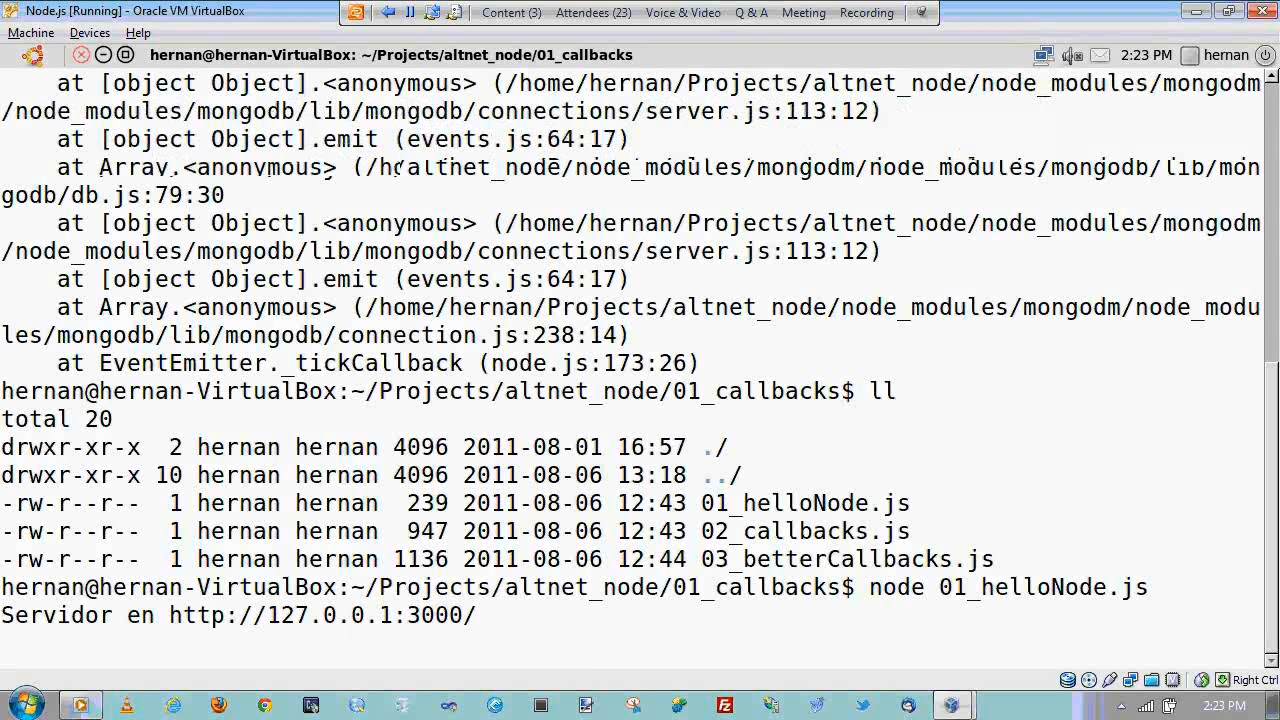 Node.js [Running] - Oracle VM VirtualBox
Content (3) Attendees (23) Voice & Video Q & A Meeting Recording
Machine Devices Help
hernan@hernan-VirtualBox: ~/Projects/altnet_node/01_callbacks 2:23 PM hernan
at [object Object].<anonymous> (/home/hernan/Projects/altnet_node/node_modules/mongodm
/node_modules/mongodb/lib/mongodb/connections/server.js:113:12)
at [object Object].emit (events.js:64:17)
at Array.<anonymous> (/hcaltnet_node/node_modules/mongodm/node_modules/mongodb/lib/mon
godb/db.js:79:30
at [object Object].<anonymous> (/home/hernan/Projects/altnet_node/node_modules/mongodm
/node_modules/mongodb/lib/mongodb/connections/server.js:113:12)
at [object Object].emit (events.js:64:17)
at Array.<anonymous> (/home/hernan/Projects/altnet_node/node_modules/mongodm/node_modu
les/mongodb/lib/mongodb/connection.js:238:14)
at EventEmitter._tickCallback (node.js:173:26)
hernan@hernan-VirtualBox:~/Projects/altnet_node/01_callbacks$ ll
total 20
drwxr-xr-x 2 hernan hernan 4096 2011-08-01 16:57 ./
drwxr-xr-x 10 hernan hernan 4096 2011-08-06 13:18 ../
-rw-r--r-- 1 hernan hernan 239 2011-08-06 12:43 01_helloNode.js
-rw-r--r-- 1 hernan hernan 947 2011-08-06 12:43 02_callbacks.js
-rw-r--r-- 1 hernan hernan 1136 2011-08-06 12:44 03_betterCallbacks.js
hernan@hernan-VirtualBox:~/Projects/altnet_node/01_callbacks$ node 01_helloNode.js
Servidor en http://127.0.0.1:3000/
Right Ctrl
2:23 PM